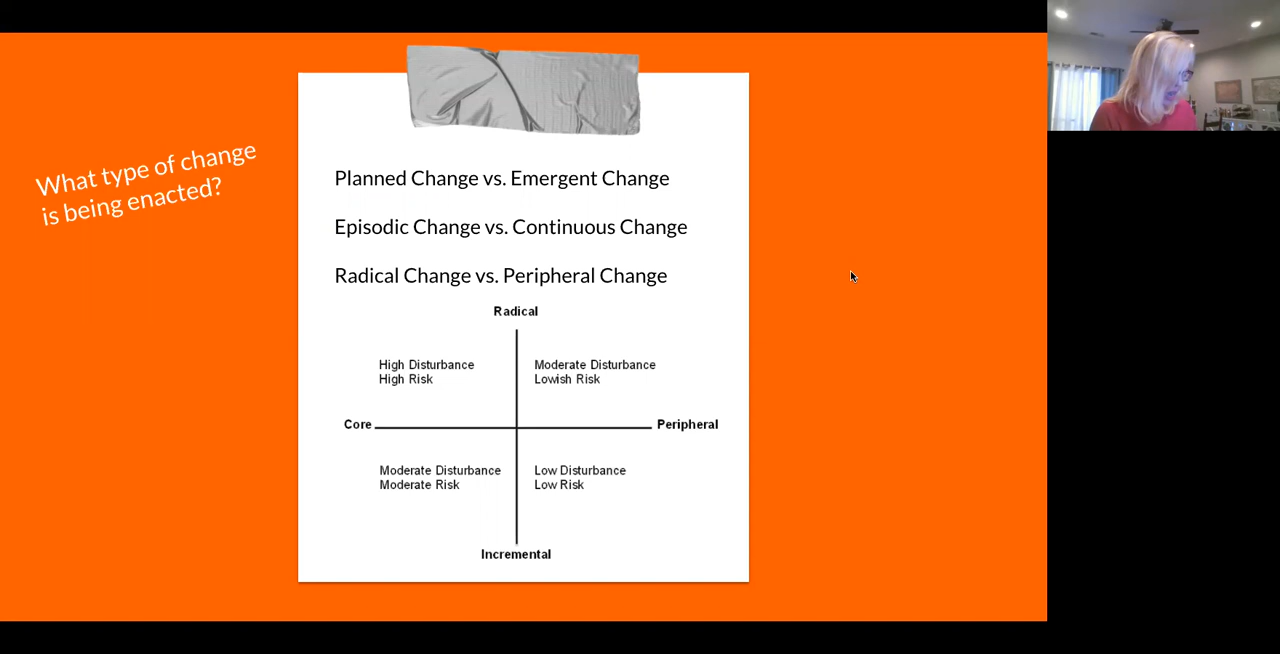 What type of change
is being enacted?
Planned Change vs. Emergent Change
Episodic Change vs. Continuous Change
Radical Change vs. Peripheral Change
Radical
High Disturbance
High Risk
Moderate Disturbance
Lowish Risk
Core
Peripheral
Moderate Disturbance
Moderate Risk
Low Disturbance
Low Risk
Incremental